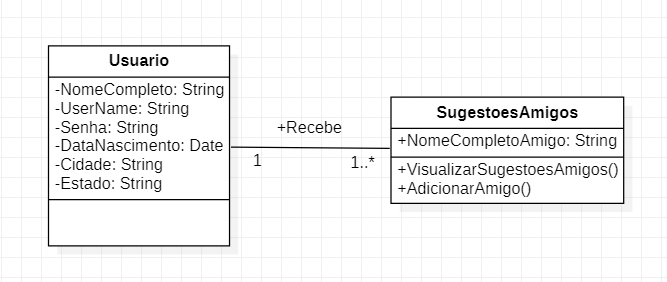 Usuario
-NomeCompleto: String
-UserName: String
-Senha: String
-DataNascimento: Date
-Cidade: String
-Estado: String
+Recebe
1
1..*
SugestoesAmigos
+NomeCompletoAmigo: String
+VisualizarSugestoesAmigos()
+AdicionarAmigo()